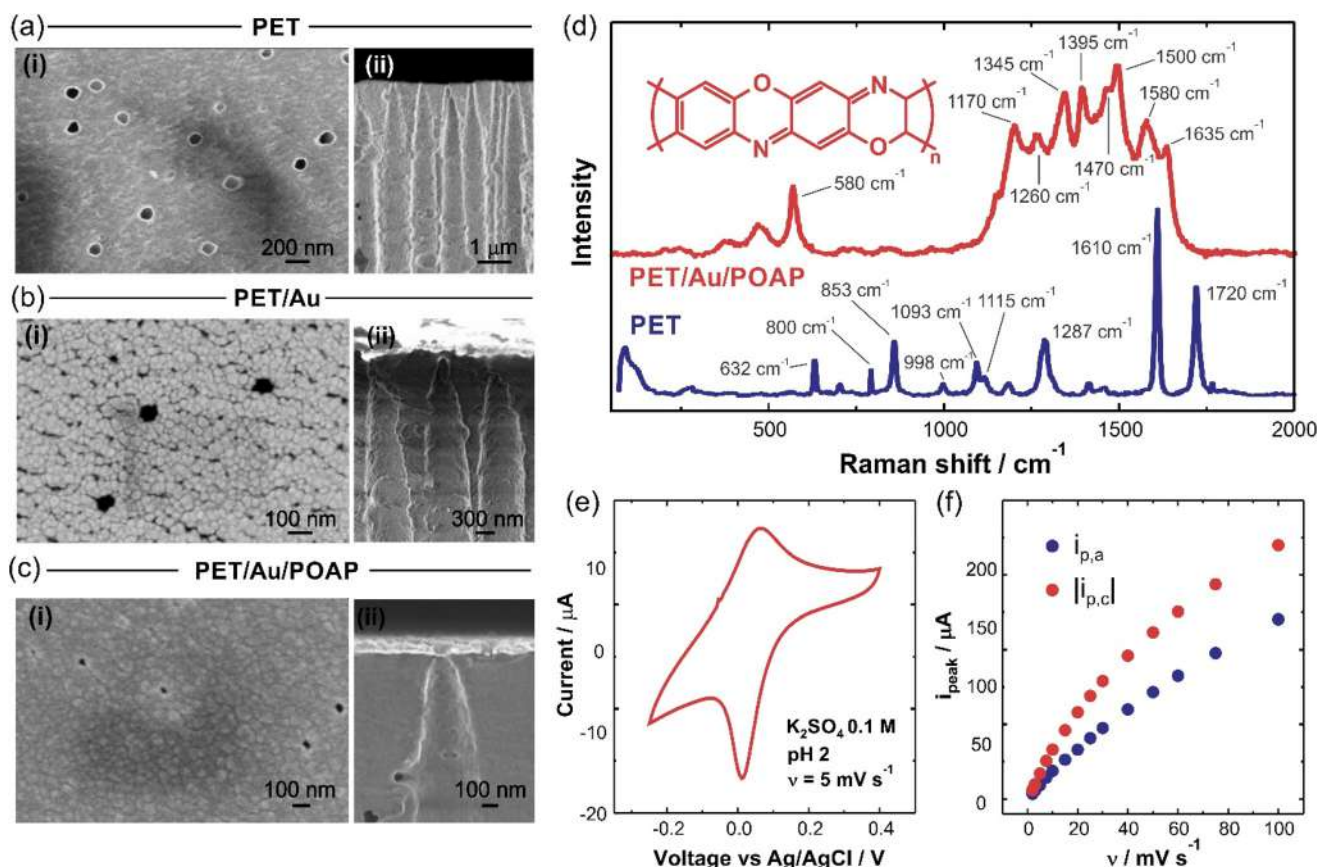 (a) PET
(i)
(ii)
200 nm
1 μm
(b) PET/Au
(i)
(ii)
100 nm
300 nm
(c) PET/Au/POAP
(i)
(ii)
100 nm
100 nm
(d)
Intensity
O
N
N
O
n
580 cm⁻¹
1170 cm⁻¹
1260 cm⁻¹
1345 cm⁻¹
1395 cm⁻¹
1470 cm⁻¹
1500 cm⁻¹
1580 cm⁻¹
1635 cm⁻¹
PET/Au/POAP
PET
632 cm⁻¹
800 cm⁻¹
853 cm⁻¹
998 cm⁻¹
1093 cm⁻¹
1115 cm⁻¹
1287 cm⁻¹
1610 cm⁻¹
1720 cm⁻¹
500 1000 1500 2000
Raman shift / cm⁻¹
(e)
Current / μA
10
0
-10
-20
K₂SO₄ 0.1 M
pH 2
ν = 5 mV s⁻¹
-0.2 0.0 0.2 0.4
Voltage vs Ag/AgCl / V
(f)
i_peak / μA
200
150
100
50
0
i_p,a
|i_p,c|
0 20 40 60 80 100
ν / mV s⁻¹